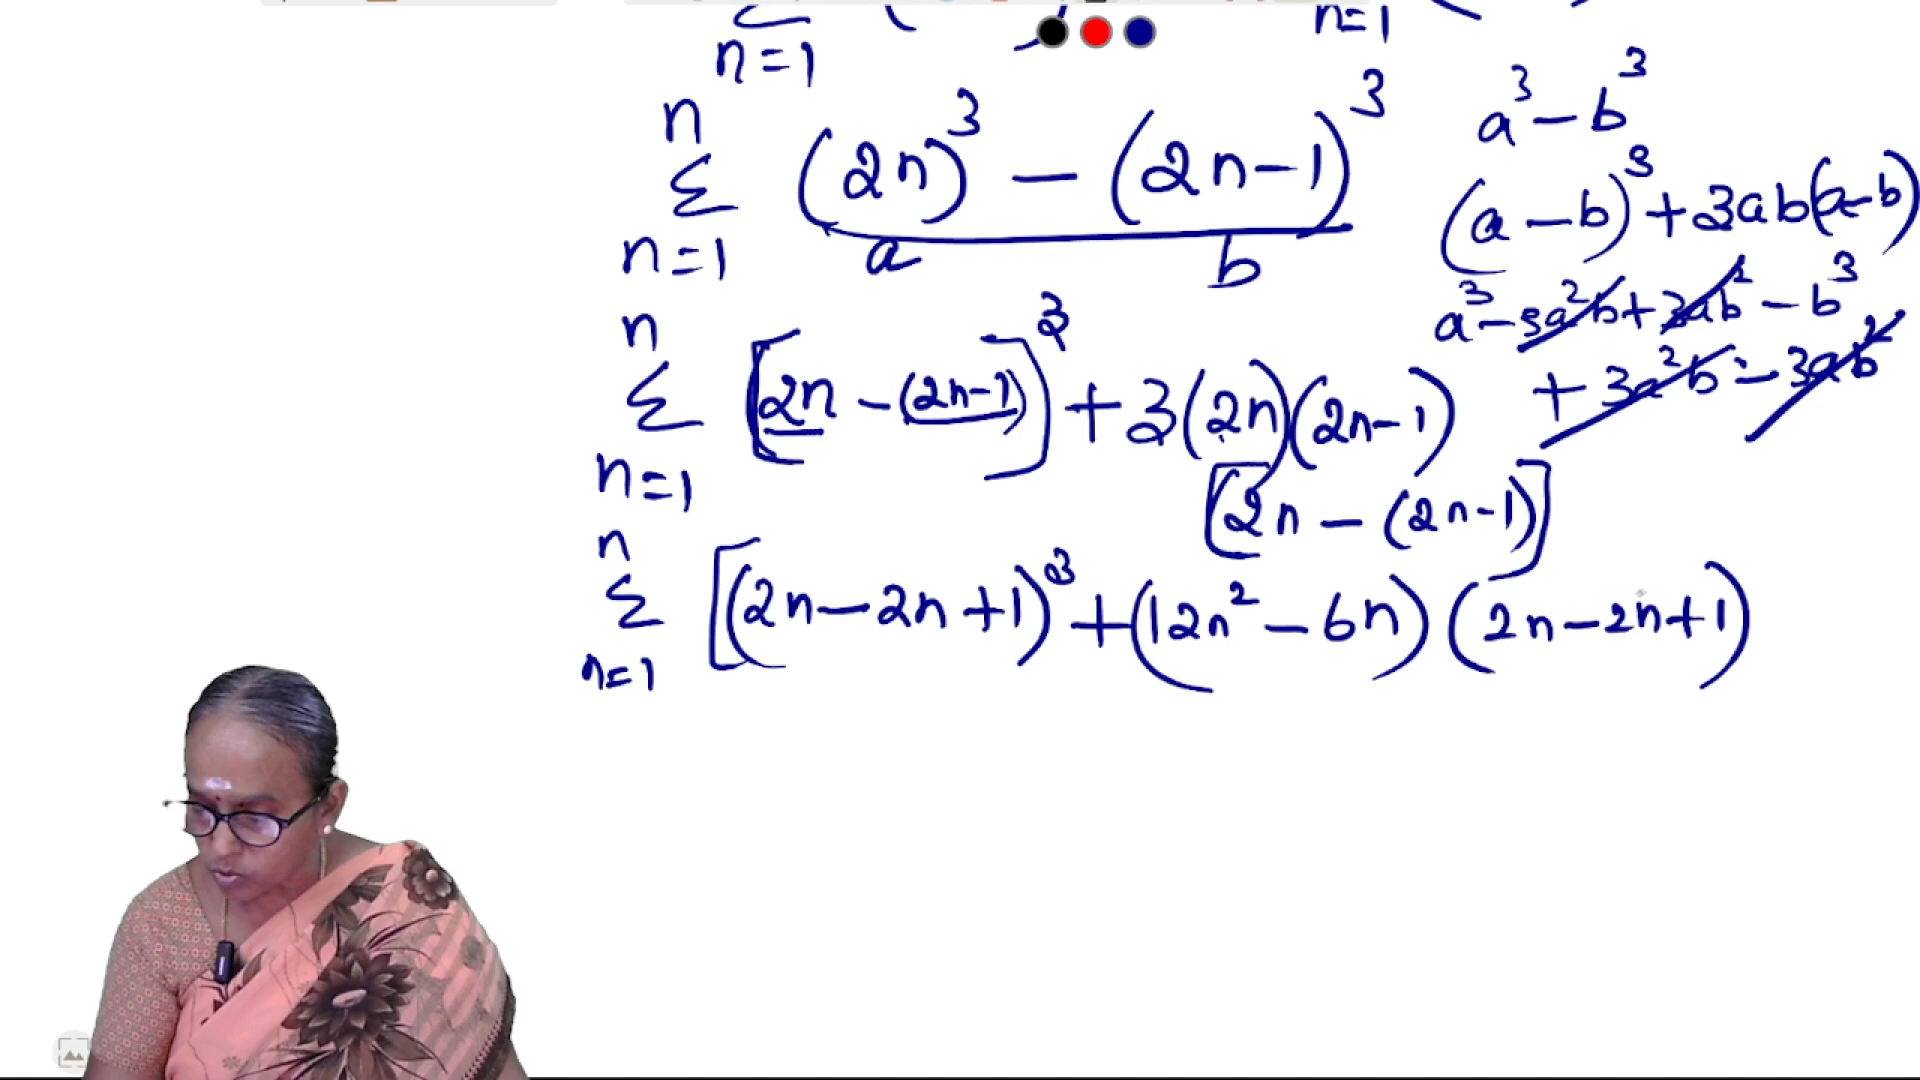 n=1
n=1
n
Σ (2n)³ − (2n−1)³
n=1
a b
n
Σ [2n −(2n−1)]³ + 3(2n)(2n−1)
n=1
[2n − (2n−1)]
n
Σ [(2n−2n+1)³+(12n²−6n)(2n−2n+1)
n=1
a³−b³
(a−b)³+3ab(a−b)
a³−3a²b+3ab²−b³
+3a²b−3ab²